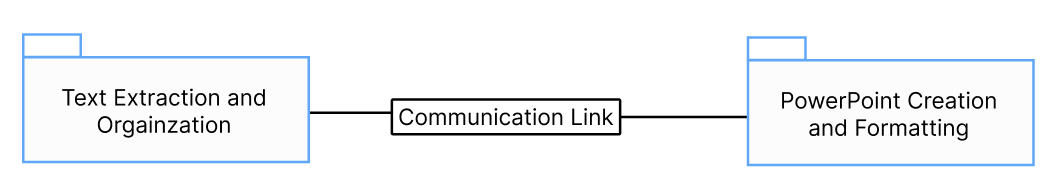 Text Extraction and
Orgainzation
Communication Link
PowerPoint Creation
and Formatting